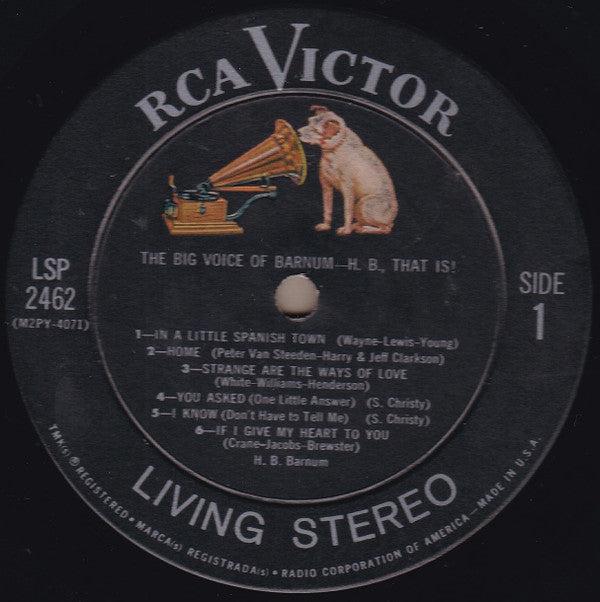 RCA VICTOR
THE BIG VOICE OF BARNUM—H. B., THAT IS!
LSP
2462
(M2PY-4071)
SIDE
1
1—IN A LITTLE SPANISH TOWN (Wayne-Lewis-Young)
2—HOME (Peter Van Steeden-Harry & Jeff Clarkson)
3—STRANGE ARE THE WAYS OF LOVE
(White-Williams-Henderson)
4—YOU ASKED (One Little Answer) (S. Christy)
5—I KNOW (Don't Have to Tell Me) (S. Christy)
6—IF I GIVE MY HEART TO YOU
(Crane-Jacobs-Brewster)
H. B. Barnum
LIVING STEREO
TMK(s) ® REGISTERED • MARCA(s) REGISTRADA(s) • RADIO CORPORATION OF AMERICA—MADE IN U.S.A.